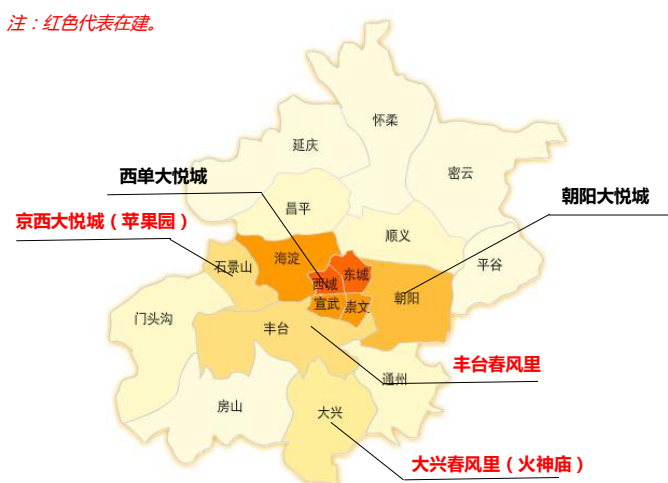 注：红色代表在建。
怀柔
延庆
密云
西单大悦城
朝阳大悦城
昌平
京西大悦城（苹果园）
顺义
海淀
石景山
平谷
东城
西城
朝阳
宣武
崇文
门头沟
丰台
丰台春风里
通州
房山
大兴
大兴春风里（火神庙）